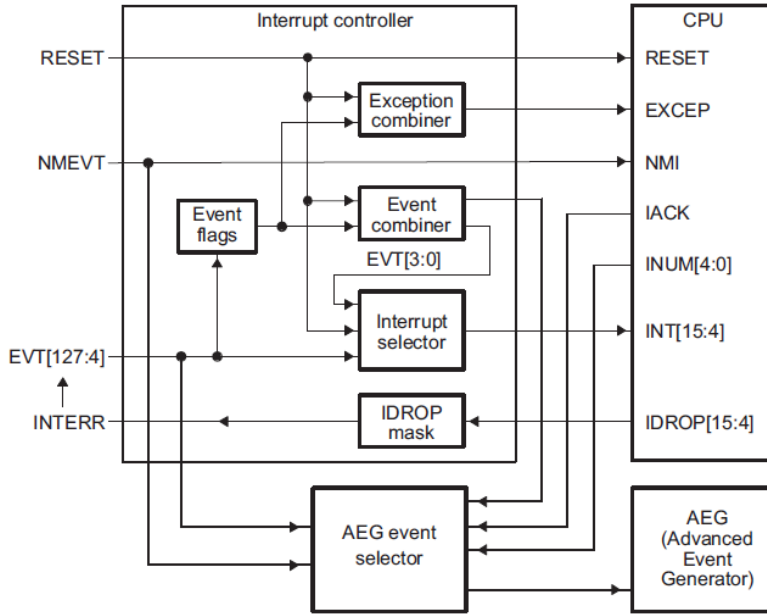 Interrupt controller
CPU
RESET
RESET
Exception
combiner
EXCEP
NMEVT
NMI
Event
flags
Event
combiner
IACK
EVT[3:0]
INUM[4:0]
Interrupt
selector
INT[15:4]
EVT[127:4]
INTERR
IDROP
mask
IDROP[15:4]
AEG event
selector
AEG
(Advanced
Event
Generator)